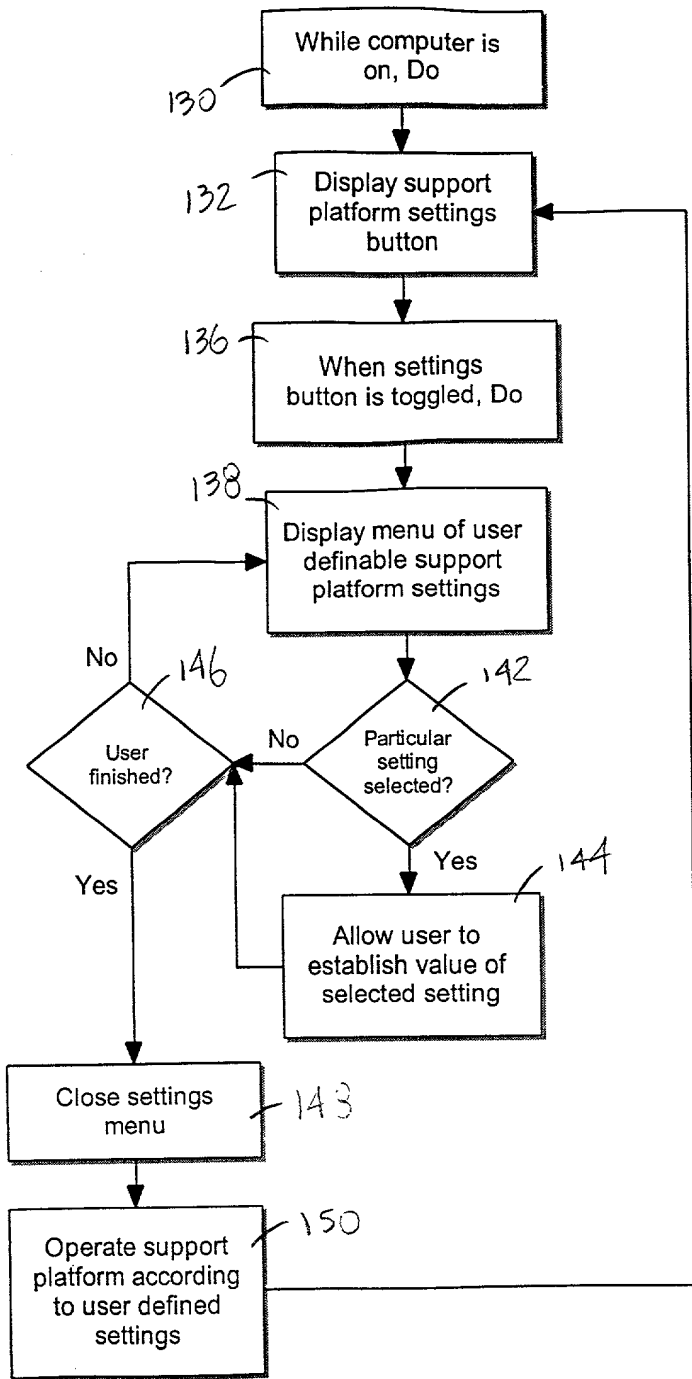 While computer is
on, Do
130
132
Display support
platform settings
button
136
When settings
button is toggled, Do
138
Display menu of user
definable support
platform settings
No
146
142
User
finished?
No
Particular
setting
selected?
Yes
Yes
144
Allow user to
establish value of
selected setting
Close settings
menu
148
150
Operate support
platform according
to user defined
settings